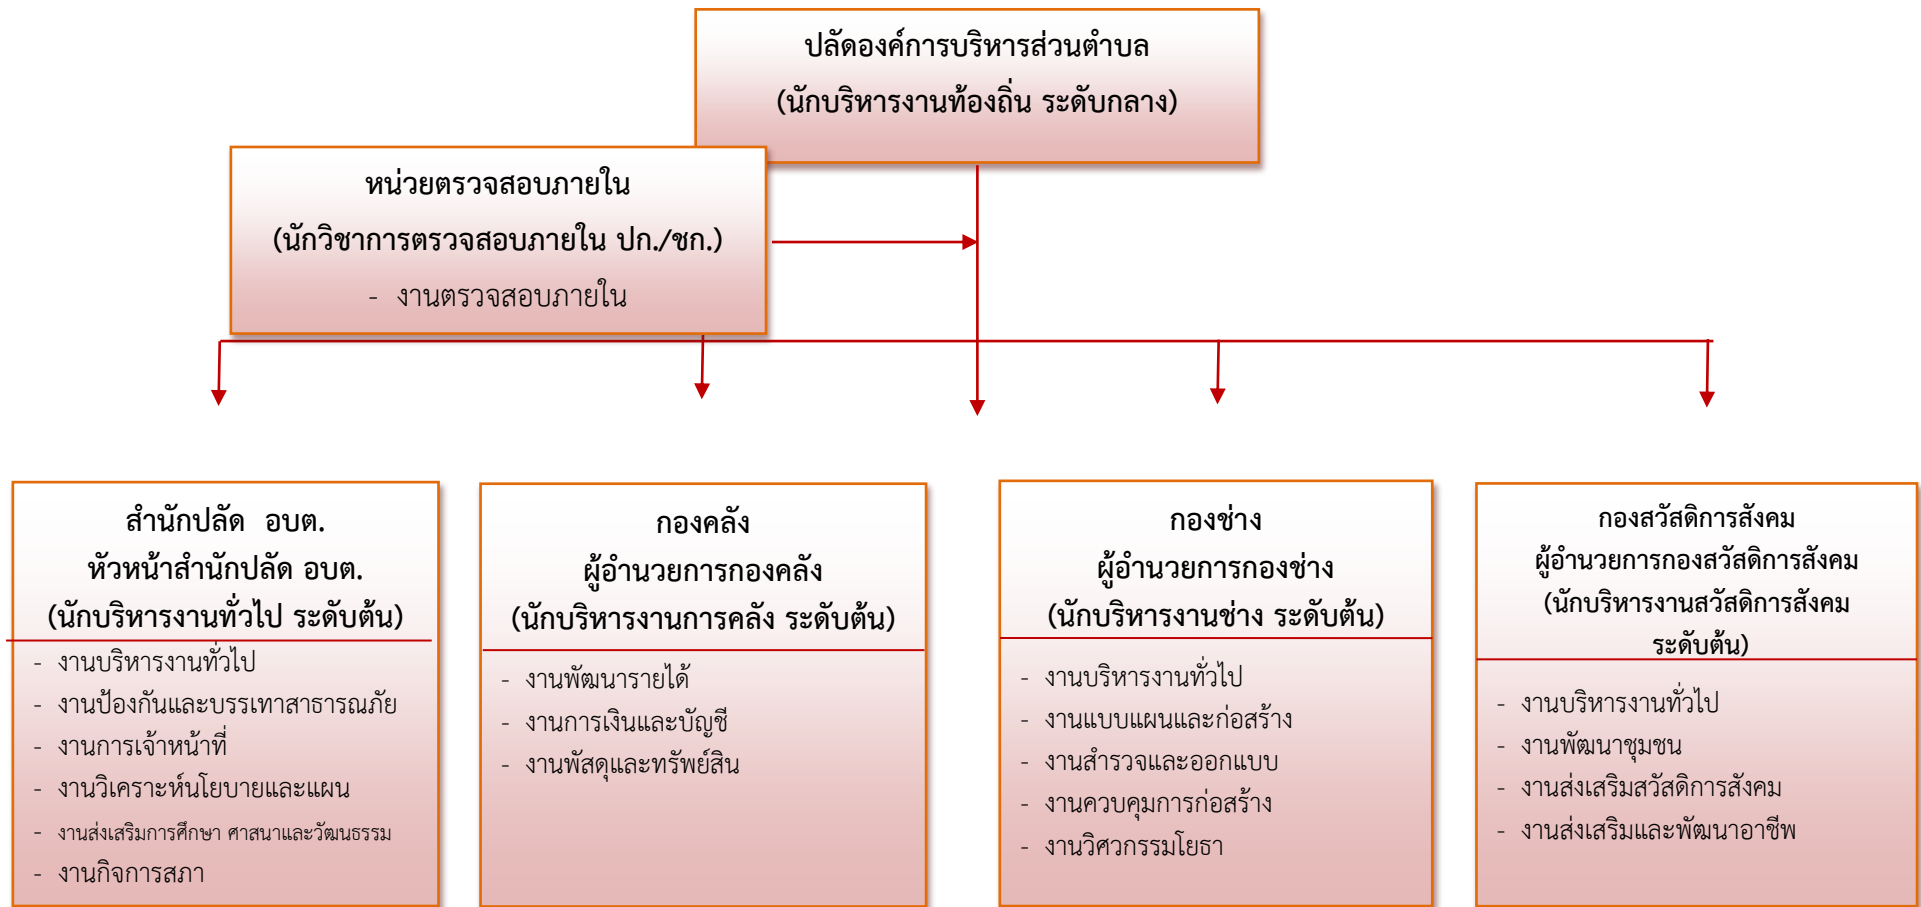 ปลัดองค์การบริหารส่วนตำบล
(นักบริหารงานท้องถิ่น ระดับกลาง)
หน่วยตรวจสอบภายใน
(นักวิชาการตรวจสอบภายใน ปก./ชก.)
- งานตรวจสอบภายใน
สำนักปลัด อบต.
หัวหน้าสำนักปลัด อบต.
(นักบริหารงานทั่วไป ระดับต้น)
- งานบริหารงานทั่วไป
- งานป้องกันและบรรเทาสาธารณภัย
- งานการเจ้าหน้าที่
- งานวิเคราะห์นโยบายและแผน
- งานส่งเสริมการศึกษา ศาสนาและวัฒนธรรม
- งานกิจการสภา
กองคลัง
ผู้อำนวยการกองคลัง
(นักบริหารงานการคลัง ระดับต้น)
- งานพัฒนารายได้
- งานการเงินและบัญชี
- งานพัสดุและทรัพย์สิน
กองช่าง
ผู้อำนวยการกองช่าง
(นักบริหารงานช่าง ระดับต้น)
- งานบริหารงานทั่วไป
- งานแบบแผนและก่อสร้าง
- งานสำรวจและออกแบบ
- งานควบคุมการก่อสร้าง
- งานวิศวกรรมโยธา
กองสวัสดิการสังคม
ผู้อำนวยการกองสวัสดิการสังคม
(นักบริหารงานสวัสดิการสังคม
ระดับต้น)
- งานบริหารงานทั่วไป
- งานพัฒนาชุมชน
- งานส่งเสริมสวัสดิการสังคม
- งานส่งเสริมและพัฒนาอาชีพ